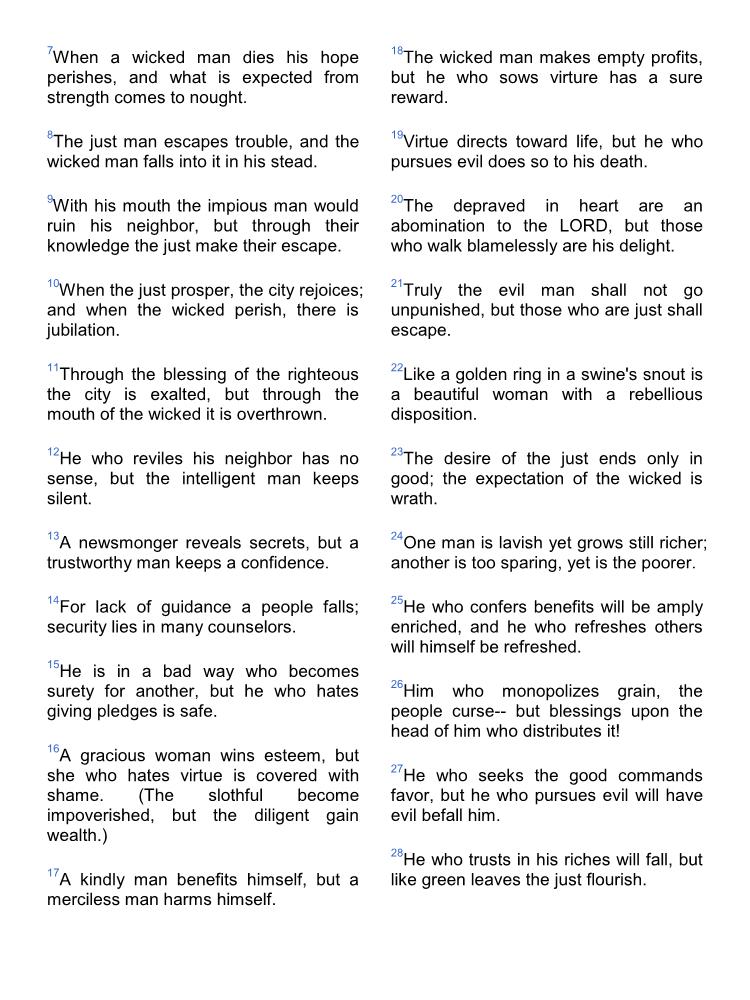 7When a wicked man dies his hope
perishes, and what is expected from
strength comes to nought.
8The just man escapes trouble, and the
wicked man falls into it in his stead.
9With his mouth the impious man would
ruin his neighbor, but through their
knowledge the just make their escape.
10When the just prosper, the city rejoices;
and when the wicked perish, there is
jubilation.
11Through the blessing of the righteous
the city is exalted, but through the
mouth of the wicked it is overthrown.
12He who reviles his neighbor has no
sense, but the intelligent man keeps
silent.
13A newsmonger reveals secrets, but a
trustworthy man keeps a confidence.
14For lack of guidance a people falls;
security lies in many counselors.
15He is in a bad way who becomes
surety for another, but he who hates
giving pledges is safe.
16A gracious woman wins esteem, but
she who hates virtue is covered with
shame. (The slothful become
impoverished, but the diligent gain
wealth.)
17A kindly man benefits himself, but a
merciless man harms himself.
18The wicked man makes empty profits,
but he who sows virture has a sure
reward.
19Virtue directs toward life, but he who
pursues evil does so to his death.
20The depraved in heart are an
abomination to the LORD, but those
who walk blamelessly are his delight.
21Truly the evil man shall not go
unpunished, but those who are just shall
escape.
22Like a golden ring in a swine's snout is
a beautiful woman with a rebellious
disposition.
23The desire of the just ends only in
good; the expectation of the wicked is
wrath.
24One man is lavish yet grows still richer;
another is too sparing, yet is the poorer.
25He who confers benefits will be amply
enriched, and he who refreshes others
will himself be refreshed.
26Him who monopolizes grain, the
people curse-- but blessings upon the
head of him who distributes it!
27He who seeks the good commands
favor, but he who pursues evil will have
evil befall him.
28He who trusts in his riches will fall, but
like green leaves the just flourish.